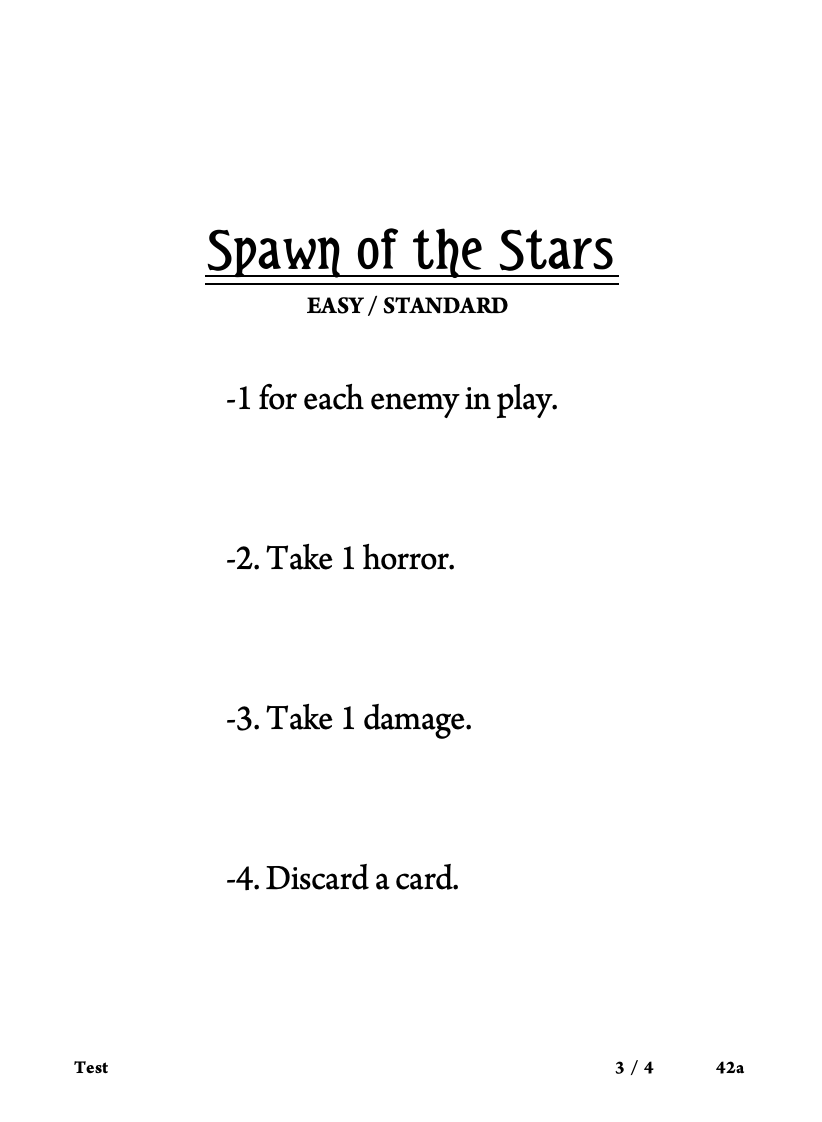 Spawn of the Stars
EASY / STANDARD
-1 for each enemy in play.
-2. Take 1 horror.
-3. Take 1 damage.
-4. Discard a card.
Test 3 / 4 42a